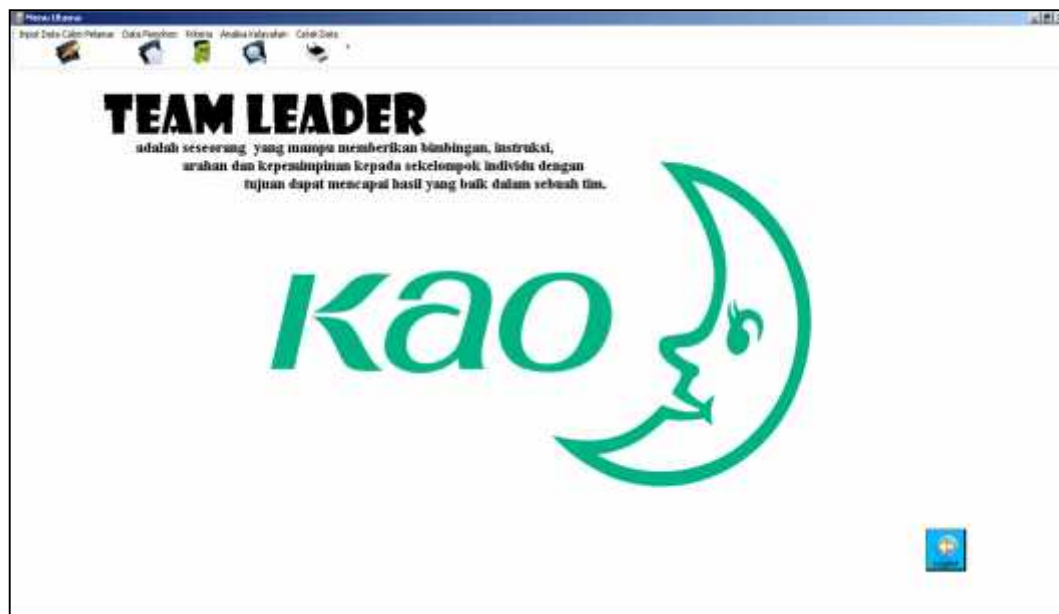 Menu Utama
Input Data Calon Pelamar Data Pemohon Kriteria Analisa Kelayakan Cetak Data
TEAM LEADER
adalah seseorang yang mampu memberikan bimbingan, instruksi,
arahan dan kepemimpinan kepada sekelompok individu dengan
tujuan dapat mencapai hasil yang baik dalam sebuah tim.
Kao